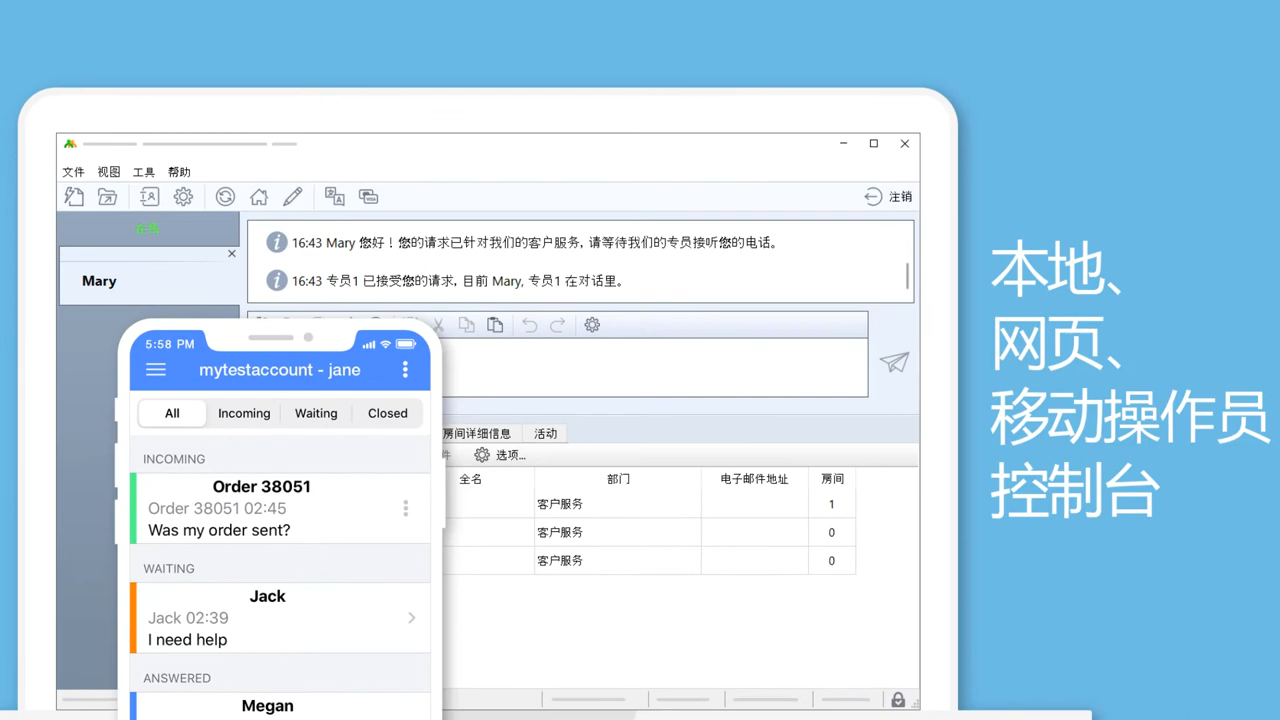 文件 视图 工具 帮助
注销
在线
Mary
16:43 Mary 您好！您的请求已针对我们的客户服务, 请等待我们的专员接听您的电话。
16:43 专员1 已接受您的请求, 目前 Mary, 专员1 在对话里。
房间详细信息 活动
件 选项...
全名 部门 电子邮件地址 房间
客户服务 1
客户服务 0
客户服务 0
5:58 PM
mytestaccount - jane
All Incoming Waiting Closed
INCOMING
Order 38051
Order 38051 02:45
Was my order sent?
WAITING
Jack
Jack 02:39
I need help
ANSWERED
Megan
本地、
网页、
移动操作员
控制台